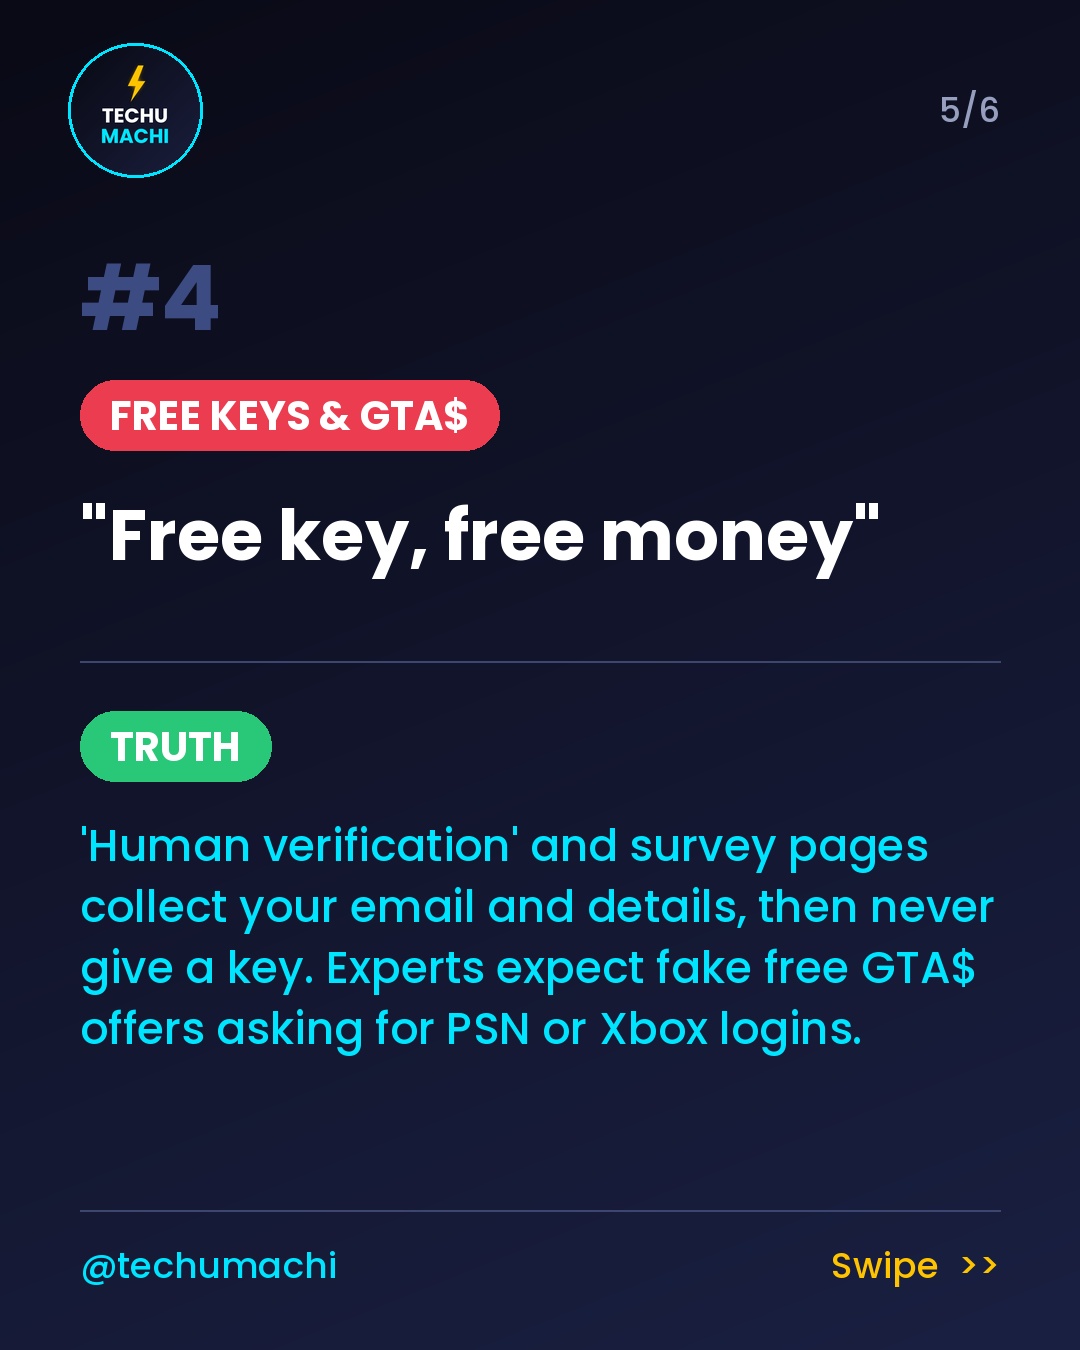 TECHU
MACHI
5/6
#4
FREE KEYS & GTA$
"Free key, free money"
TRUTH
'Human verification' and survey pages
collect your email and details, then never
give a key. Experts expect fake free GTA$
offers asking for PSN or Xbox logins.
@techumachi
Swipe >>